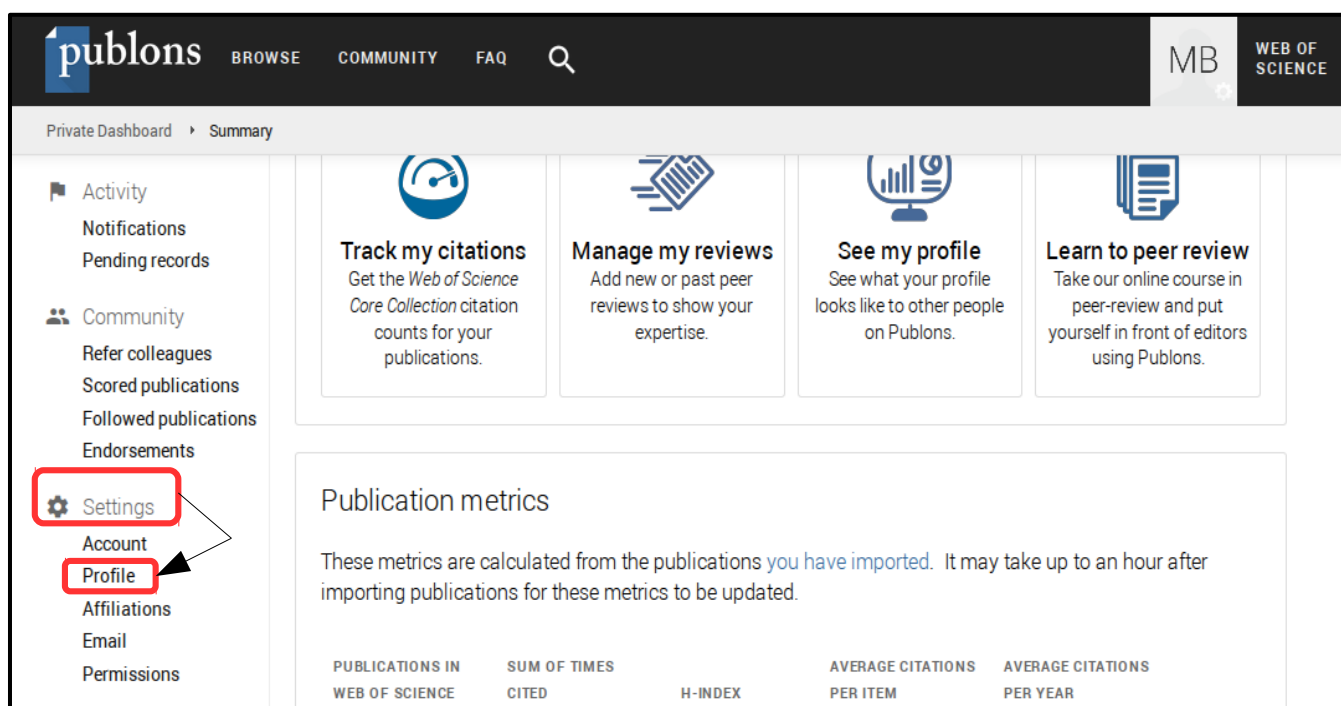 publons BROWSE COMMUNITY FAQ MB WEB OF
SCIENCE
Private Dashboard Summary
Activity
Notifications
Pending records
Community
Refer colleagues
Scored publications
Followed publications
Endorsements
Settings
Account
Profile
Affiliations
Email
Permissions
Track my citations
Get the Web of Science
Core Collection citation
counts for your
publications.
Manage my reviews
Add new or past peer
reviews to show your
expertise.
See my profile
See what your profile
looks like to other people
on Publons.
Learn to peer review
Take our online course in
peer-review and put
yourself in front of editors
using Publons.
Publication metrics
These metrics are calculated from the publications you have imported. It may take up to an hour after
importing publications for these metrics to be updated.
PUBLICATIONS IN
WEB OF SCIENCE
SUM OF TIMES
CITED
H-INDEX
AVERAGE CITATIONS
PER ITEM
AVERAGE CITATIONS
PER YEAR